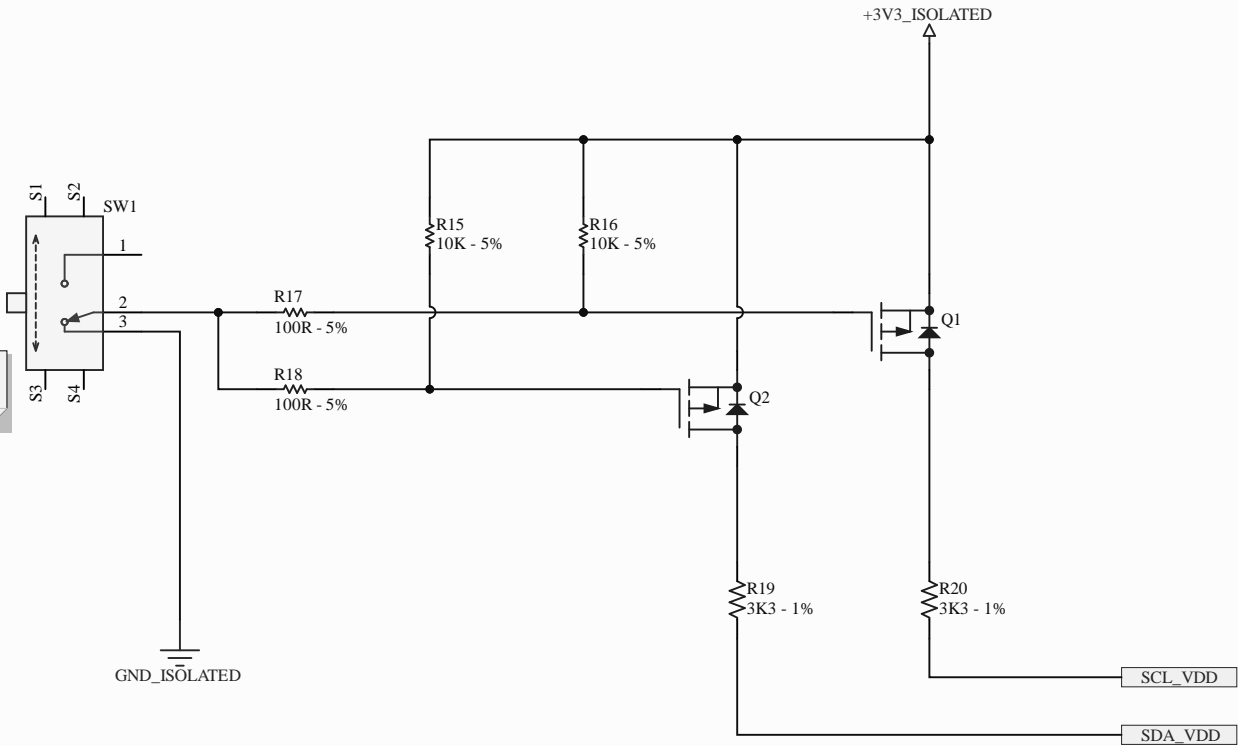 +3V3_ISOLATED
S1
S2
SW1
1
R15
10K - 5%
R16
10K - 5%
2
R17
100R - 5%
3
Q1
R18
100R - 5%
S3
S4
Q2
R19
3K3 - 1%
R20
3K3 - 1%
GND_ISOLATED
SCL_VDD
SDA_VDD